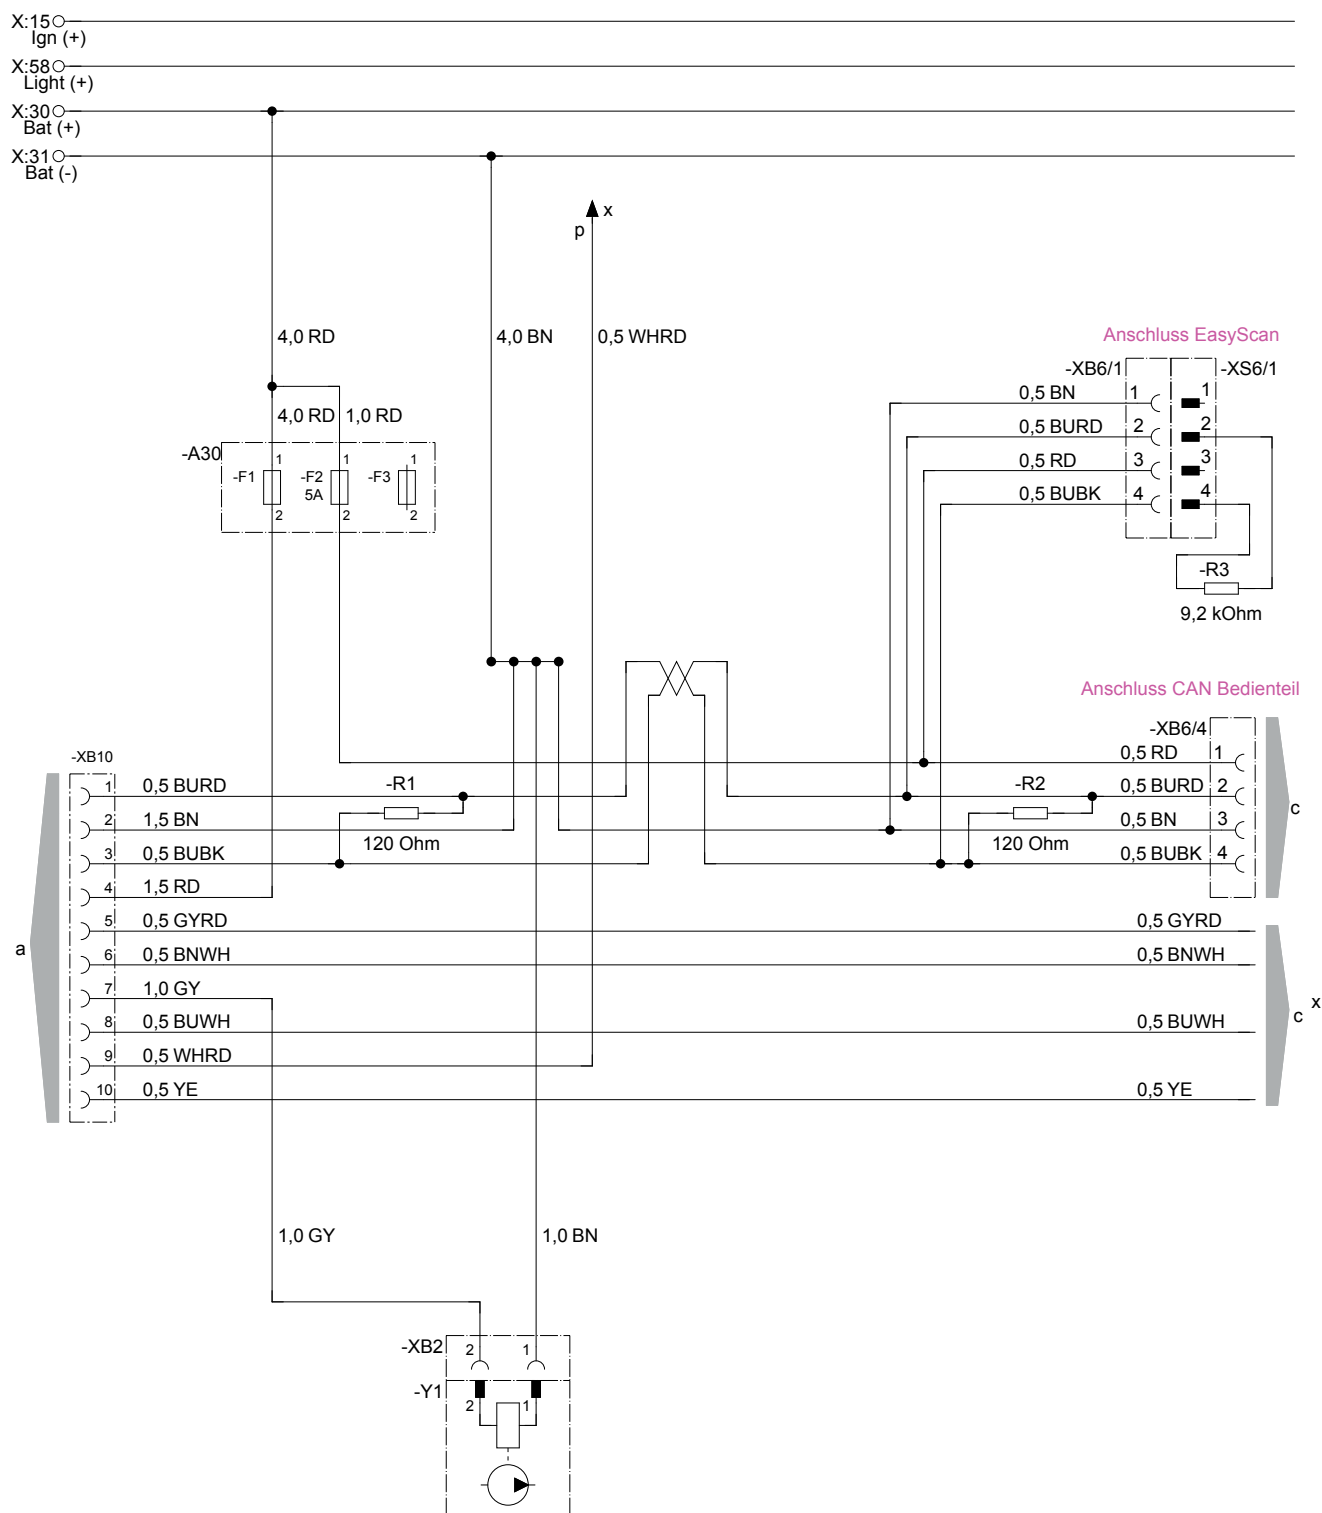 X:15
Ign (+)
X:58
Light (+)
X:30
Bat (+)
X:31
Bat (-)
x
p
4,0 RD
4,0 BN
0,5 WHRD
Anschluss EasyScan
-XB6/1
-XS6/1
0,5 BN 1 1
0,5 BURD 2 2
0,5 RD 3 3
0,5 BUBK 4 4
4,0 RD
1,0 RD
-A30
1 1 1
-F1
-F2
5A
-F3
2 2 2
-R3
9,2 kOhm
Anschluss CAN Bedienteil
-XB6/4
0,5 RD 1
0,5 BURD 2
0,5 BN 3
0,5 BUBK 4
c
-XB10
1 0,5 BURD
2 1,5 BN
3 0,5 BUBK
4 1,5 RD
5 0,5 GYRD
6 0,5 BNWH
7 1,0 GY
8 0,5 BUWH
9 0,5 WHRD
10 0,5 YE
a
-R1
120 Ohm
-R2
120 Ohm
0,5 GYRD
0,5 BNWH
0,5 BUWH
0,5 YE
c
x
1,0 GY
1,0 BN
-XB2
2 1
-Y1
2 1